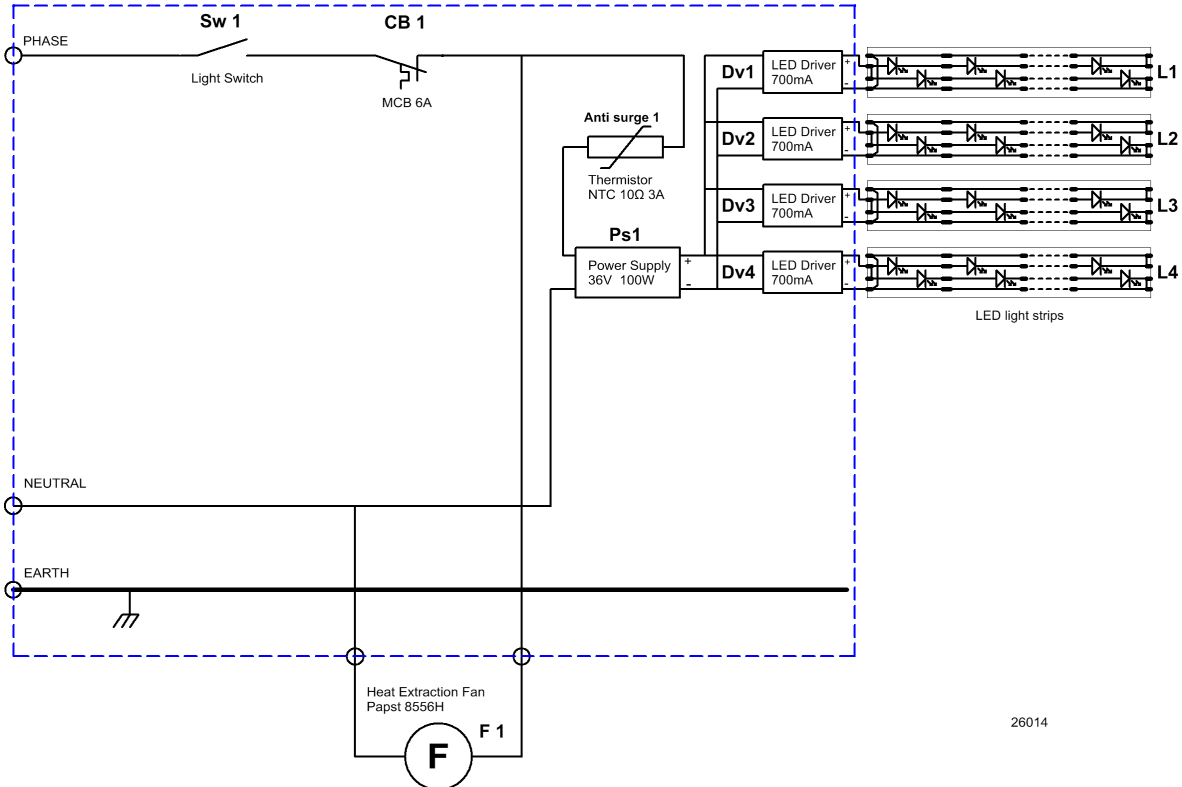 Sw 1
CB 1
PHASE
Light Switch
MCB 6A
Anti surge 1
Thermistor
NTC 10Ω 3A
Ps1
Power Supply
36V 100W
+
-
Dv1
LED Driver
700mA
+
-
L1
Dv2
LED Driver
700mA
+
-
L2
Dv3
LED Driver
700mA
+
-
L3
Dv4
LED Driver
700mA
+
-
L4
LED light strips
NEUTRAL
EARTH
Heat Extraction Fan
Papst 8556H
F 1
F
26014